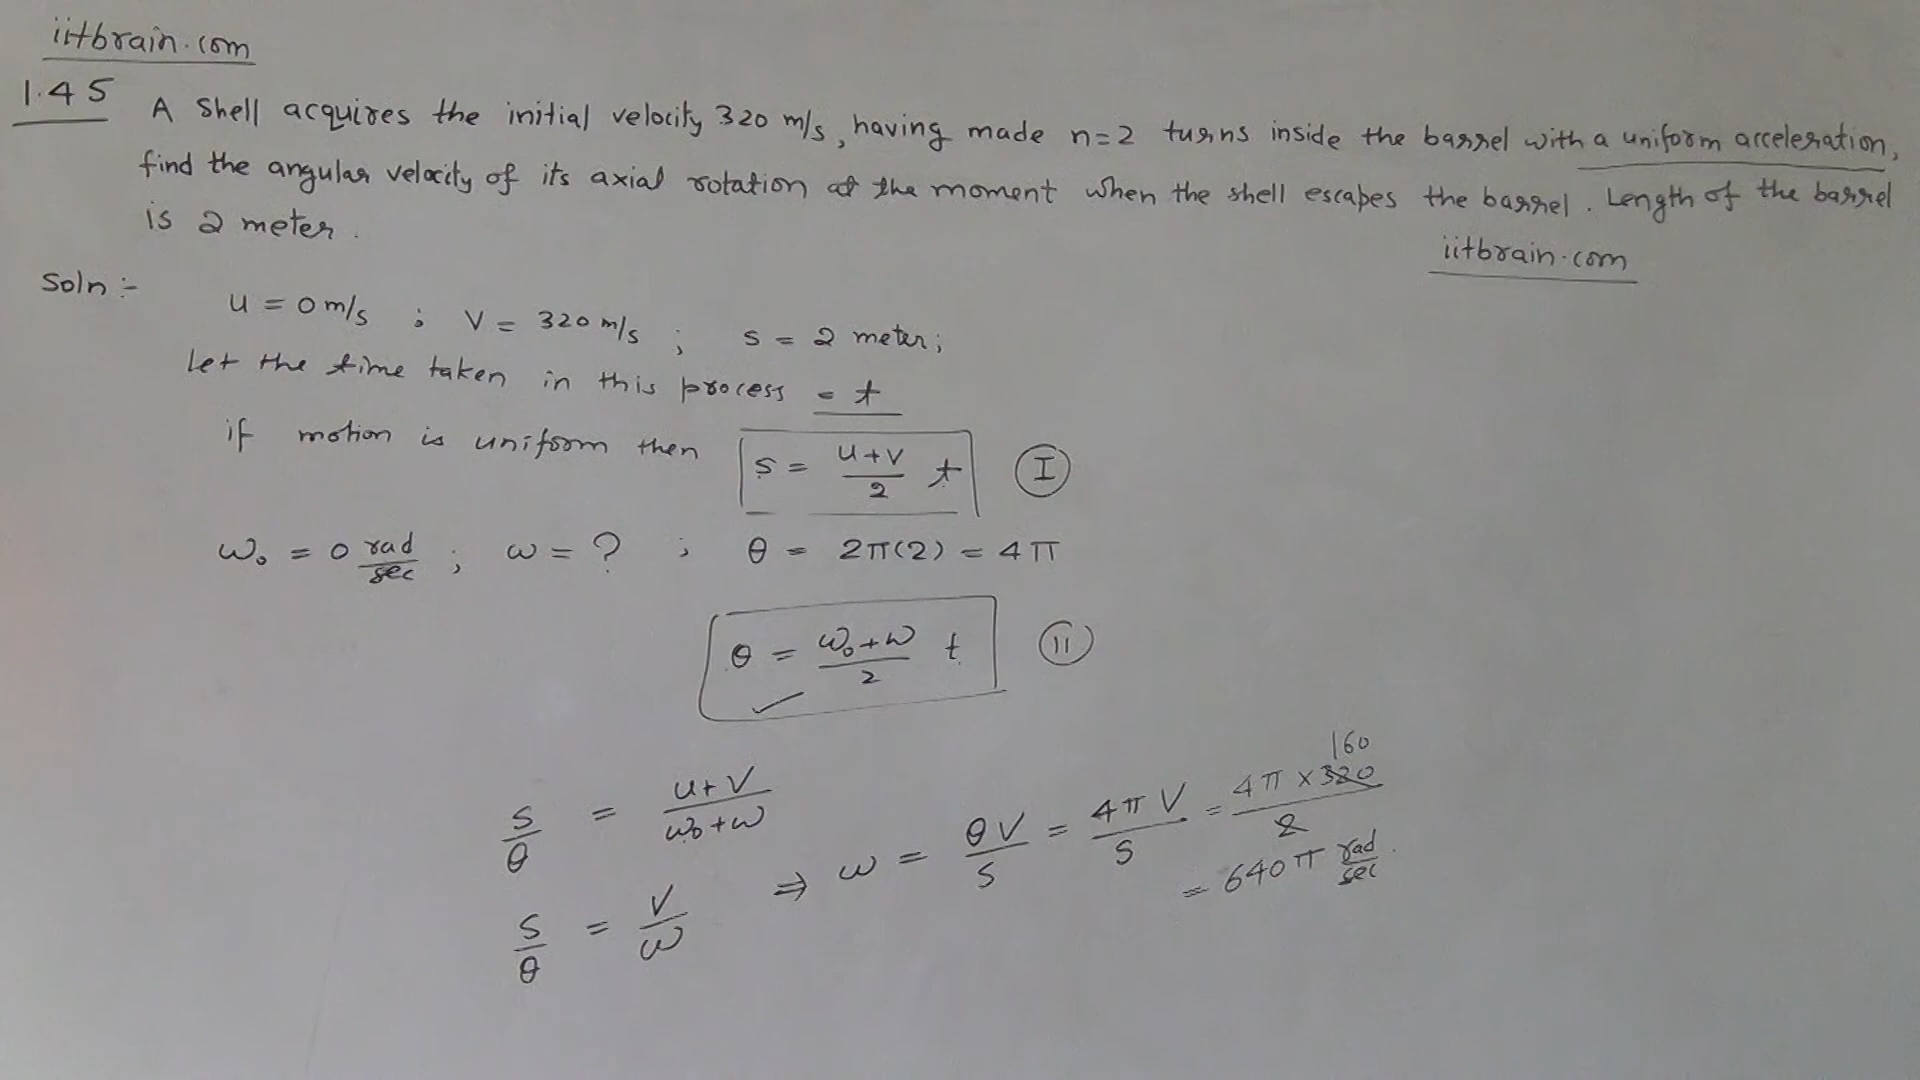 iitbrain.com
1.45 A shell acquires the initial velocity 320 m/s, having made n=2 turns inside the barrel with a uniform acceleration,
find the angular velocity of its axial rotation at the moment when the shell escapes the barrel. Length of the barrel
is 2 meter.
iitbrain.com
Soln :-
u = 0 m/s ; V = 320 m/s ; s = 2 meter;
Let the time taken in this process = t
if motion is uniform then s = u+v/2 t I
ω₀ = 0 rad/sec ; ω = ? ; θ = 2π(2) = 4π
θ = ω₀+ω/2 t II
s/θ = u+v/ω₀+ω
s/θ = v/ω ⇒ ω = θV/s = 4πV/s = 4π×320/2 160
= 640π rad/sec.